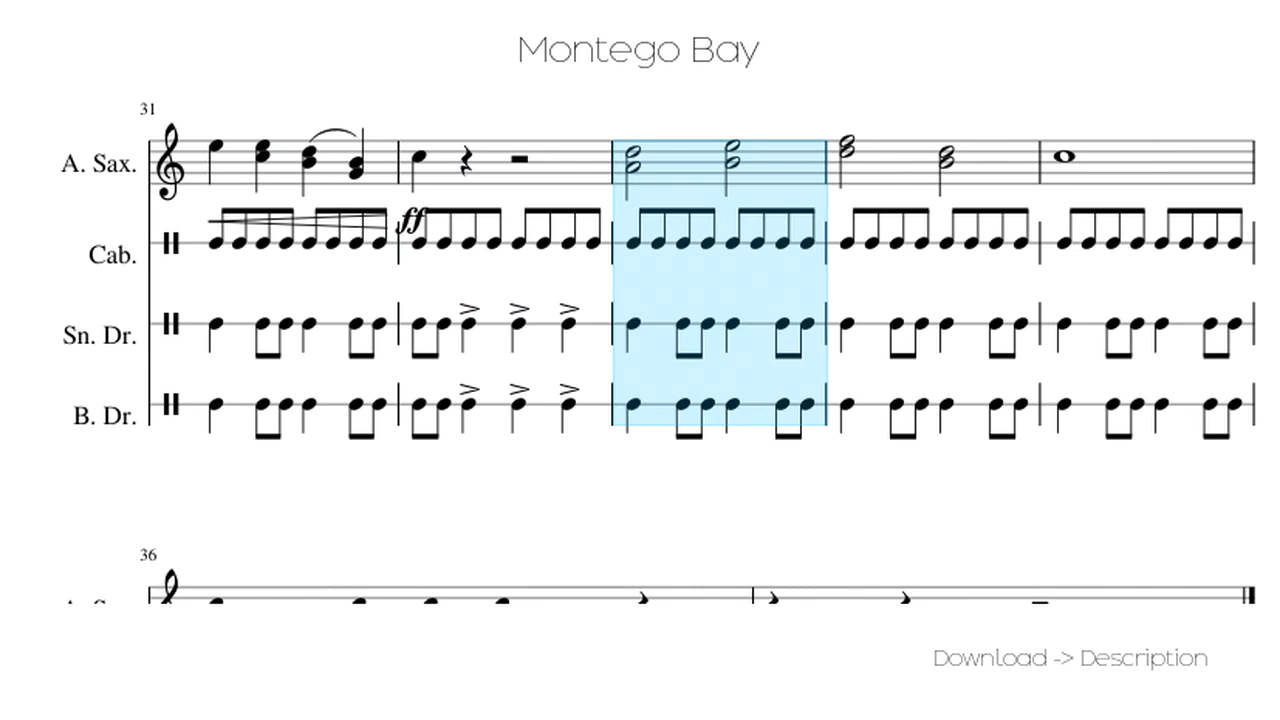 Montego Bay
31
A. Sax.
ff
Cab.
Sn. Dr.
B. Dr.
36
Download -> Description